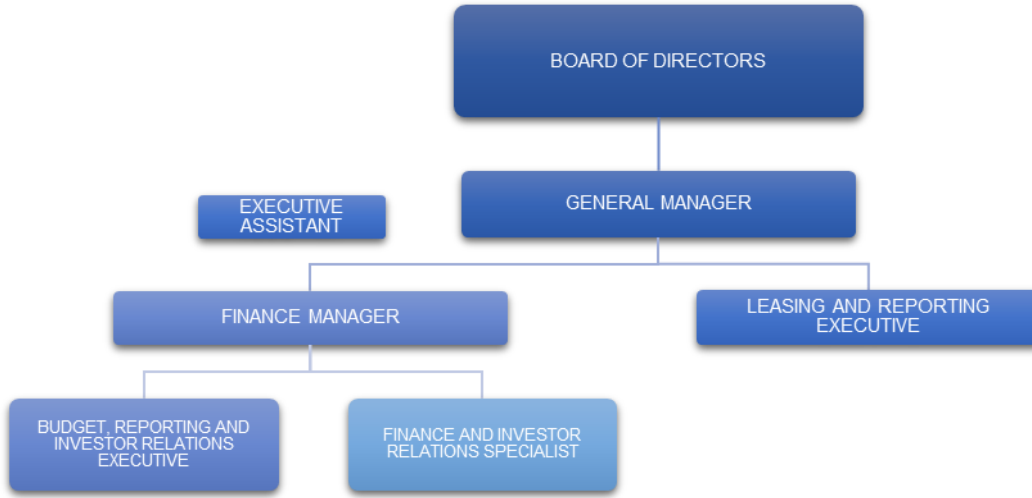 BOARD OF DIRECTORS
GENERAL MANAGER
EXECUTIVE
ASSISTANT
FINANCE MANAGER
LEASING AND REPORTING
EXECUTIVE
BUDGET, REPORTING AND
INVESTOR RELATIONS
EXECUTIVE
FINANCE AND INVESTOR
RELATIONS SPECIALIST